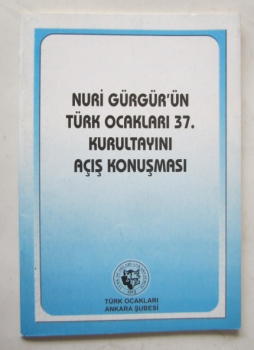 NURİ GÜRGÜR'ÜN
TÜRK OCAKLARI 37.
KURULTAYINI
AÇIŞ KONUŞMASI
TÜRK OCAKLARI
ANKARA ŞUBESİ